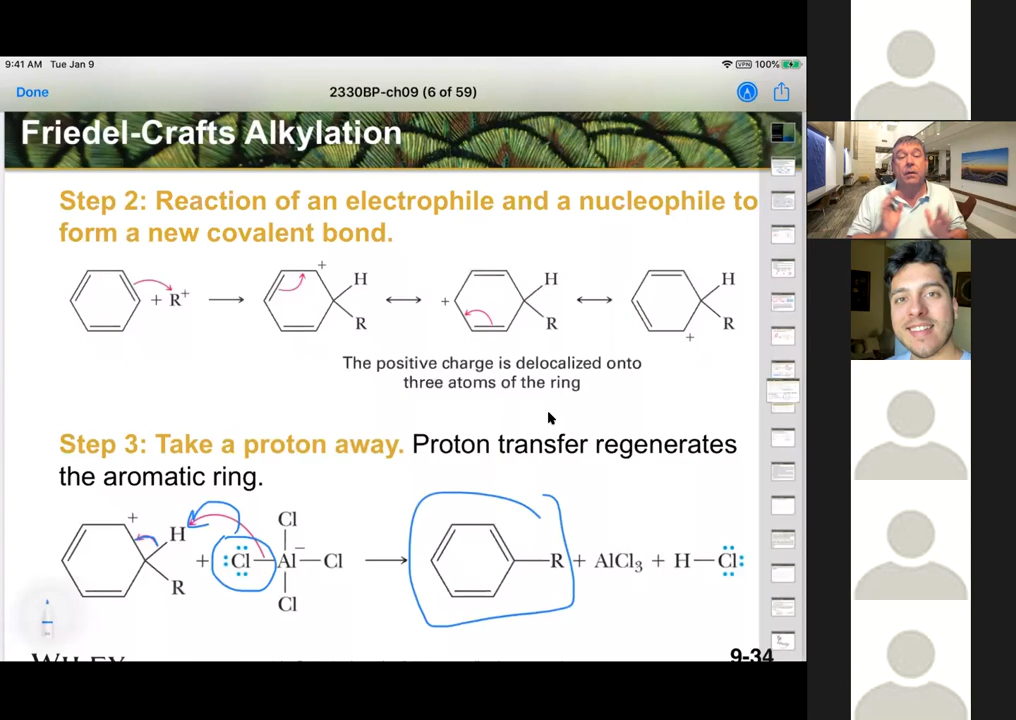 9:41 AM Tue Jan 9
VPN 100%
Done
2330BP-ch09 (6 of 59)
Friedel-Crafts Alkylation
Step 2: Reaction of an electrophile and a nucleophile to
form a new covalent bond.
+ R+
+
H
R
+
H
R
H
R
+
The positive charge is delocalized onto
three atoms of the ring
Step 3: Take a proton away. Proton transfer regenerates
the aromatic ring.
+
H
R
+ :Cl—Al—Cl
Cl
−
Cl
R + AlCl3 + H—Cl:
WILEY
9-34